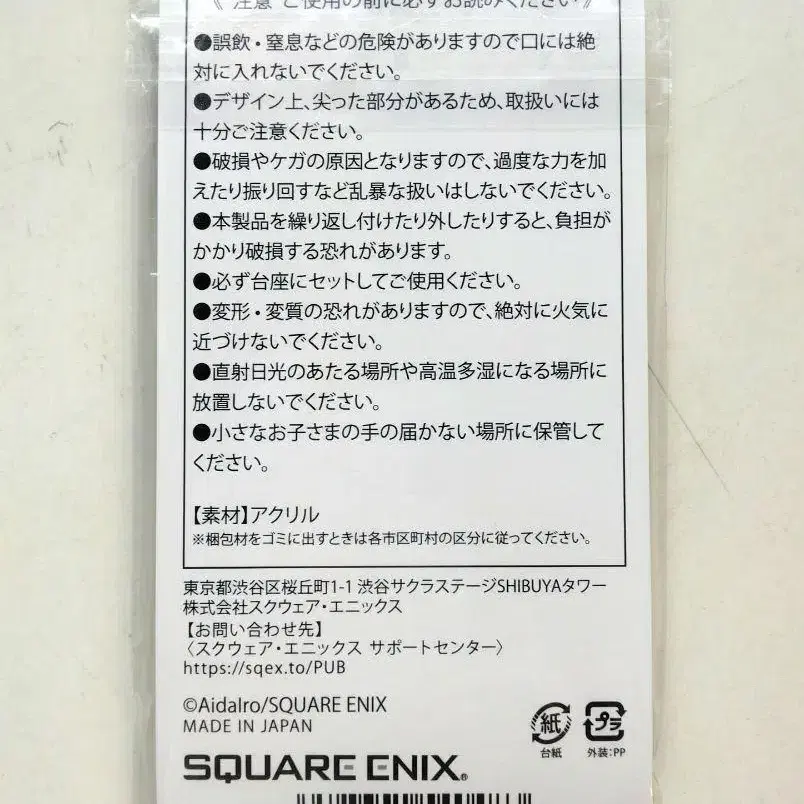 《 注意 ご使用の前に必ずお読みください 》
●誤飲・窒息などの危険がありますので口には絶
対に入れないでください。
●デザイン上、尖った部分があるため、取扱いには
十分ご注意ください。
●破損やケガの原因となりますので、過度な力を加
えたり振り回すなど乱暴な扱いはしないでください。
●本製品を繰り返し付けたり外したりすると、負担が
かかり破損する恐れがあります。
●必ず台座にセットしてご使用ください。
●変形・変質の恐れがありますので、絶対に火気に
近づけないでください。
●直射日光のあたる場所や高温多湿になる場所に
放置しないでください。
●小さなお子さまの手の届かない場所に保管して
ください。
【素材】アクリル
※梱包材をゴミに出すときは各市区町村の区分に従ってください。
東京都渋谷区桜丘町1-1 渋谷サクラステージSHIBUYAタワー
株式会社スクウェア・エニックス
【お問い合わせ先】
〈スクウェア・エニックス サポートセンター〉
https://sqex.to/PUB
©AidaIro/SQUARE ENIX
MADE IN JAPAN
紙
台紙
プラ
外装:PP
SQUARE ENIX®